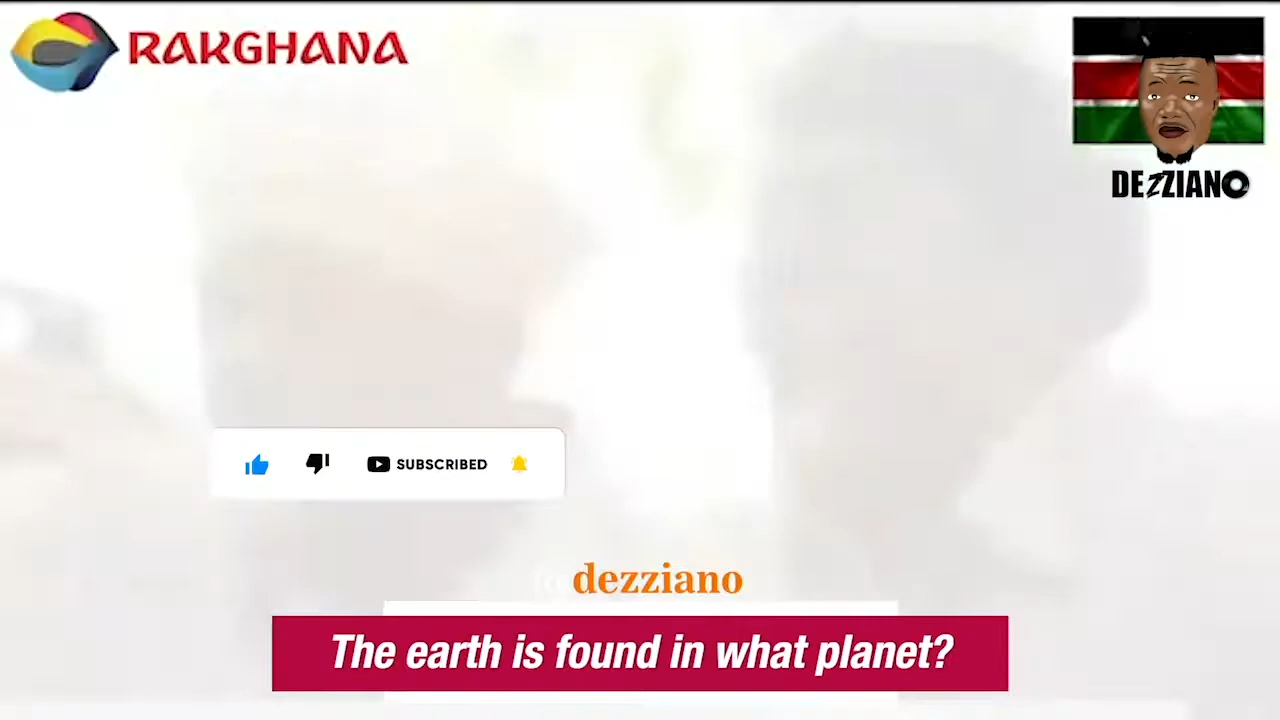 RAKGHANA
DEZZIANO
SUBSCRIBED
dezziano
The earth is found in what planet?